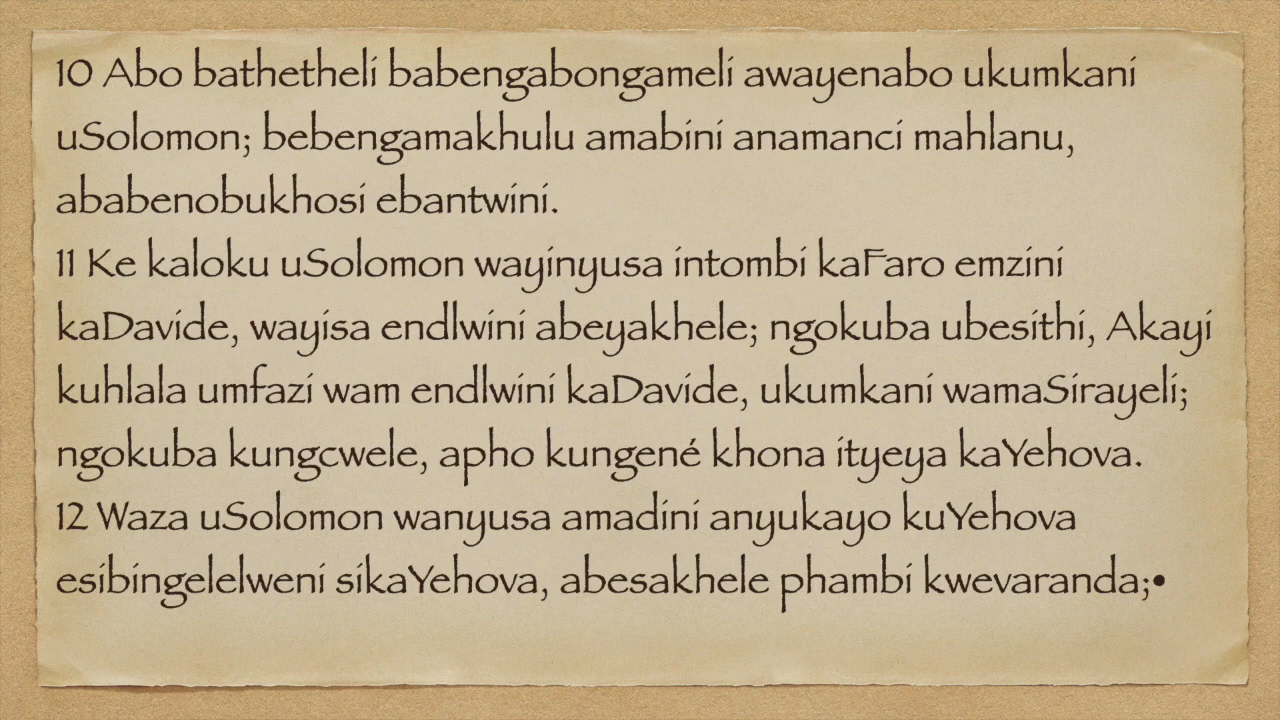 10 Abo bathetheli babengabongameli awayenabo ukumkani
uSolomon; bebengamakhulu amabini anamanci mahlanu,
ababenobukhosi ebantwini.
11 Ke kaloku uSolomon wayinyusa intombi kaFaro emzini
kaDavide, wayisa endlwini abeyakhele; ngokuba ubesithi, Akayi
kuhlala umfazi wam endlwini kaDavide, ukumkani wamaSirayeli;
ngokuba kungcwele, apho kungené khona ityeya kaYehova.
12 Waza uSolomon wanyusa amadini anyukayo kuYehova
esibingelelweni sikaYehova, abesakhele phambi kwevaranda;•